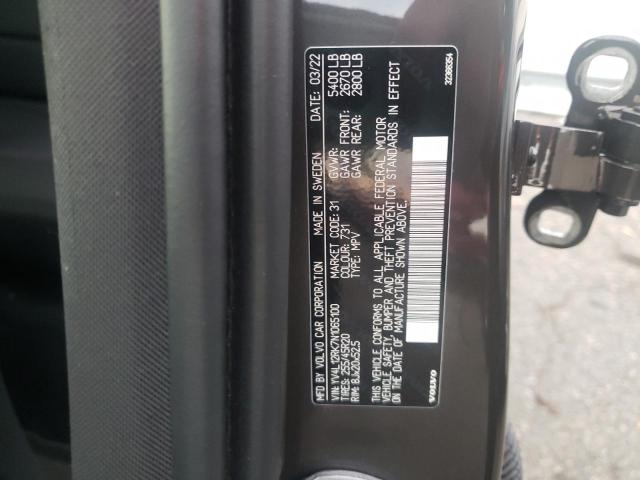 MFD. BY VOLVO CAR CORPORATION MADE IN SWEDEN DATE: 03/22
VIN: YV4L12RK7N1065100 MARKET CODE: 31 GVWR: 5400 LB
TIRES: 255/45R20 COLOUR: 731 GAWR FRONT: 2670 LB
RIM: 8Jx20x52.5 TYPE: MPV GAWR REAR: 2800 LB
THIS VEHICLE CONFORMS TO ALL APPLICABLE FEDERAL MOTOR
VEHICLE SAFETY, BUMPER AND THEFT PREVENTION STANDARDS IN EFFECT
ON THE DATE OF MANUFACTURE SHOWN ABOVE.
VOLVO 32368354